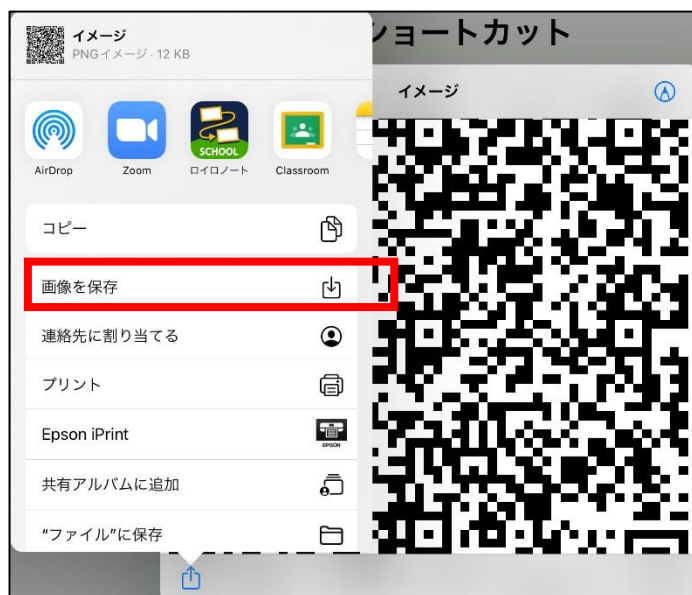 イメージ
PNGイメージ・12 KB
ショートカット
イメージ
SCHOOL
AirDrop
Zoom
ロイロノート
Classroom
コピー
画像を保存
連絡先に割り当てる
プリント
Epson iPrint
EPSON
共有アルバムに追加
“ファイル”に保存